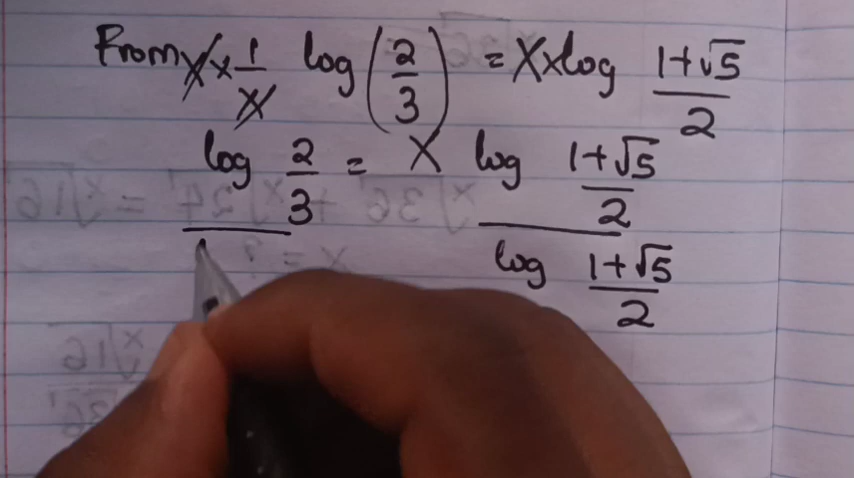 From x × 1/x log (2/3) = x × log (1+√5)/2
log 2/3 = x log (1+√5)/2
log (1+√5)/2